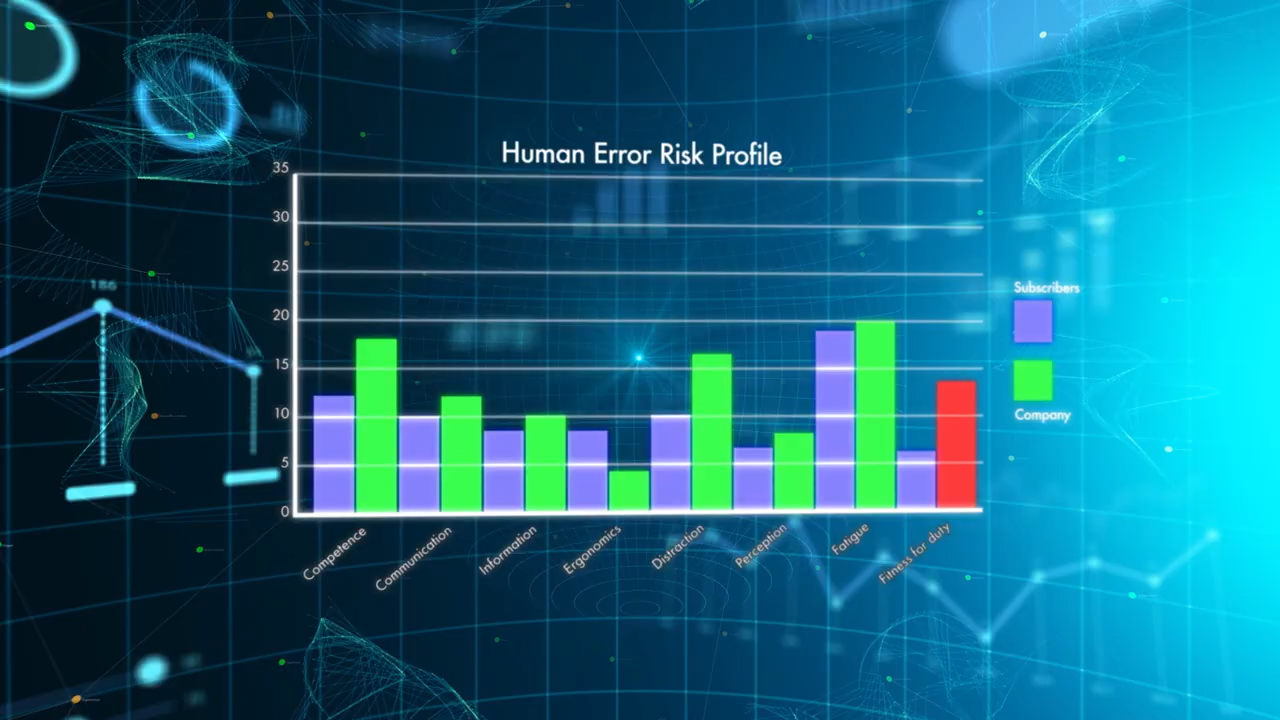 Human Error Risk Profile
35
30
25
20
15
10
5
0
Competence
Communication
Information
Ergonomics
Distraction
Perception
Fatigue
Fitness for duty
Subscribers
Company
186